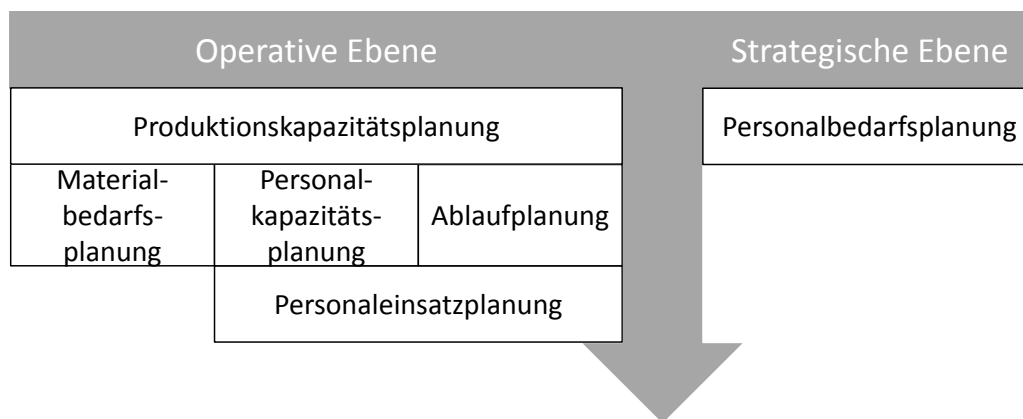 Operative Ebene
Strategische Ebene
Produktionskapazitätsplanung
Personalbedarfsplanung
Material-
bedarfs-
planung
Personal-
kapazitäts-
planung
Ablaufplanung
Personaleinsatzplanung